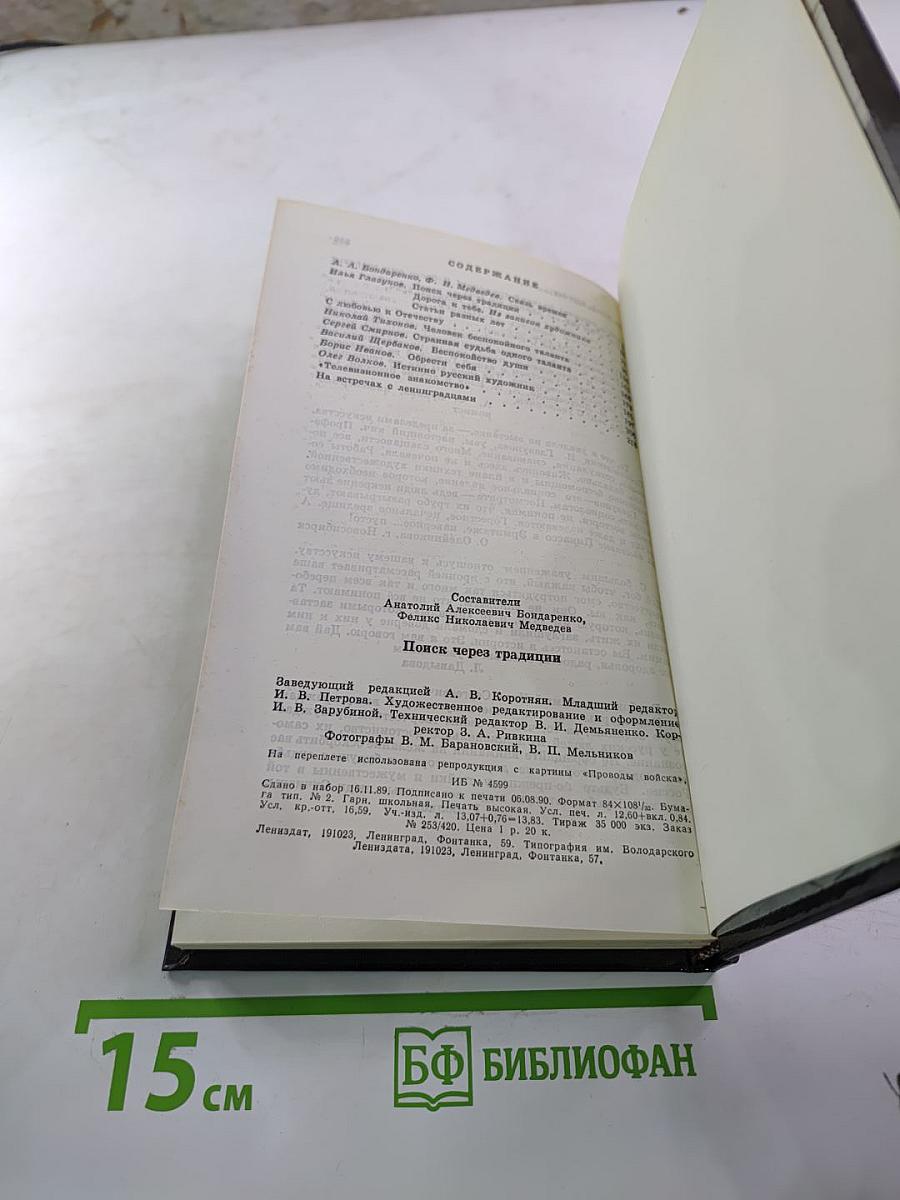 СОДЕРЖАНИЕ
А. А. Бондаренко, Ф. Н. Медведев. Связь времен
Илья Глазунов. Поиск через традиции
Дорога к тебе. Из записок художника
Статьи разных лет
С любовью к Отечеству
Николай Тихонов. Человек беспокойного таланта
Сергей Смирнов. Странная судьба одного таланта
Василий Щербаков. Беспокойство души
Борис Иванов. Обрести себя
Олег Волков. Истинно русский художник
«Телевизионное знакомство»
На встречах с ленинградцами
Составители
Анатолий Алексеевич Бондаренко,
Феликс Николаевич Медведев
Поиск через традиции
Заведующий редакцией А. В. Коротнян. Младший редактор
И. В. Петрова. Художественное редактирование и оформление
И. В. Зарубиной. Технический редактор В. И. Демьяненко. Кор-
ректор З. А. Ривкина
Фотографы В. М. Барановский, В. П. Мельников
На переплете использована репродукция с картины «Проводы войска».
ИБ № 4599
Сдано в набор 16.11.89. Подписано к печати 06.08.90. Формат 84×108¹/₃₂. Бума-
га тип. № 2. Гарн. школьная. Печать высокая. Усл. печ. л. 12,60+вкл. 0,84.
Усл. кр.-отт. 16,59. Уч.-изд. л. 13,07+0,76=13,83. Тираж 35 000 экз. Заказ
№ 253/420. Цена 1 р. 20 к.
Лениздат, 191023, Ленинград, Фонтанка, 59. Типография им. Володарского
Лениздата, 191023, Ленинград, Фонтанка, 57.
15 см
БФ БИБЛИОФАН